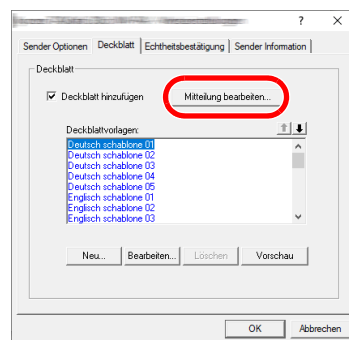 ?
Sender Optionen Deckblatt Echtheitsbestätigung Sender Information
Deckblatt
Deckblatt hinzufügen Mitteilung bearbeiten...
Deckblattvorlagen:
Deutsch schablone 01
Deutsch schablone 02
Deutsch schablone 03
Deutsch schablone 04
Deutsch schablone 05
Englisch schablone 01
Englisch schablone 02
Englisch schablone 03
Neu... Bearbeiten... Löschen Vorschau
OK Abbrechen